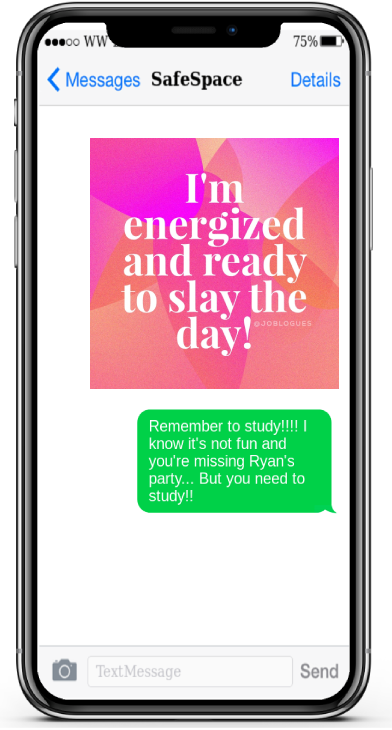 WW
75%
Messages SafeSpace Details
I'm
energized
and ready
to slay the
day!
@JOBLOGUES
Remember to study!!!! I
know it's not fun and
you're missing Ryan's
party... But you need to
study!!
TextMessage Send